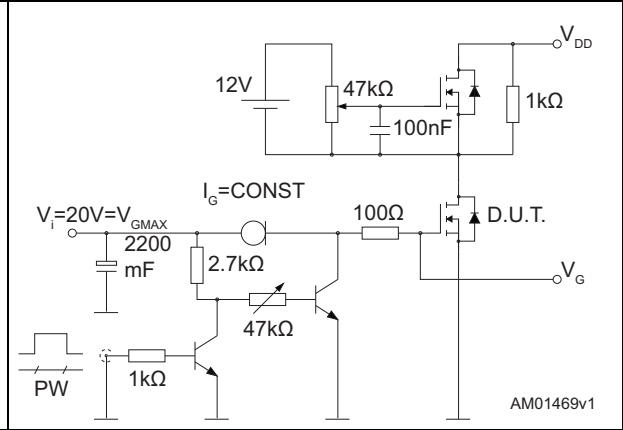 V_DD
12V
47kΩ
1kΩ
100nF
I_G=CONST
V_i=20V=V_GMAX
100Ω
D.U.T.
2200
mF
2.7kΩ
V_G
47kΩ
1kΩ
PW
AM01469v1